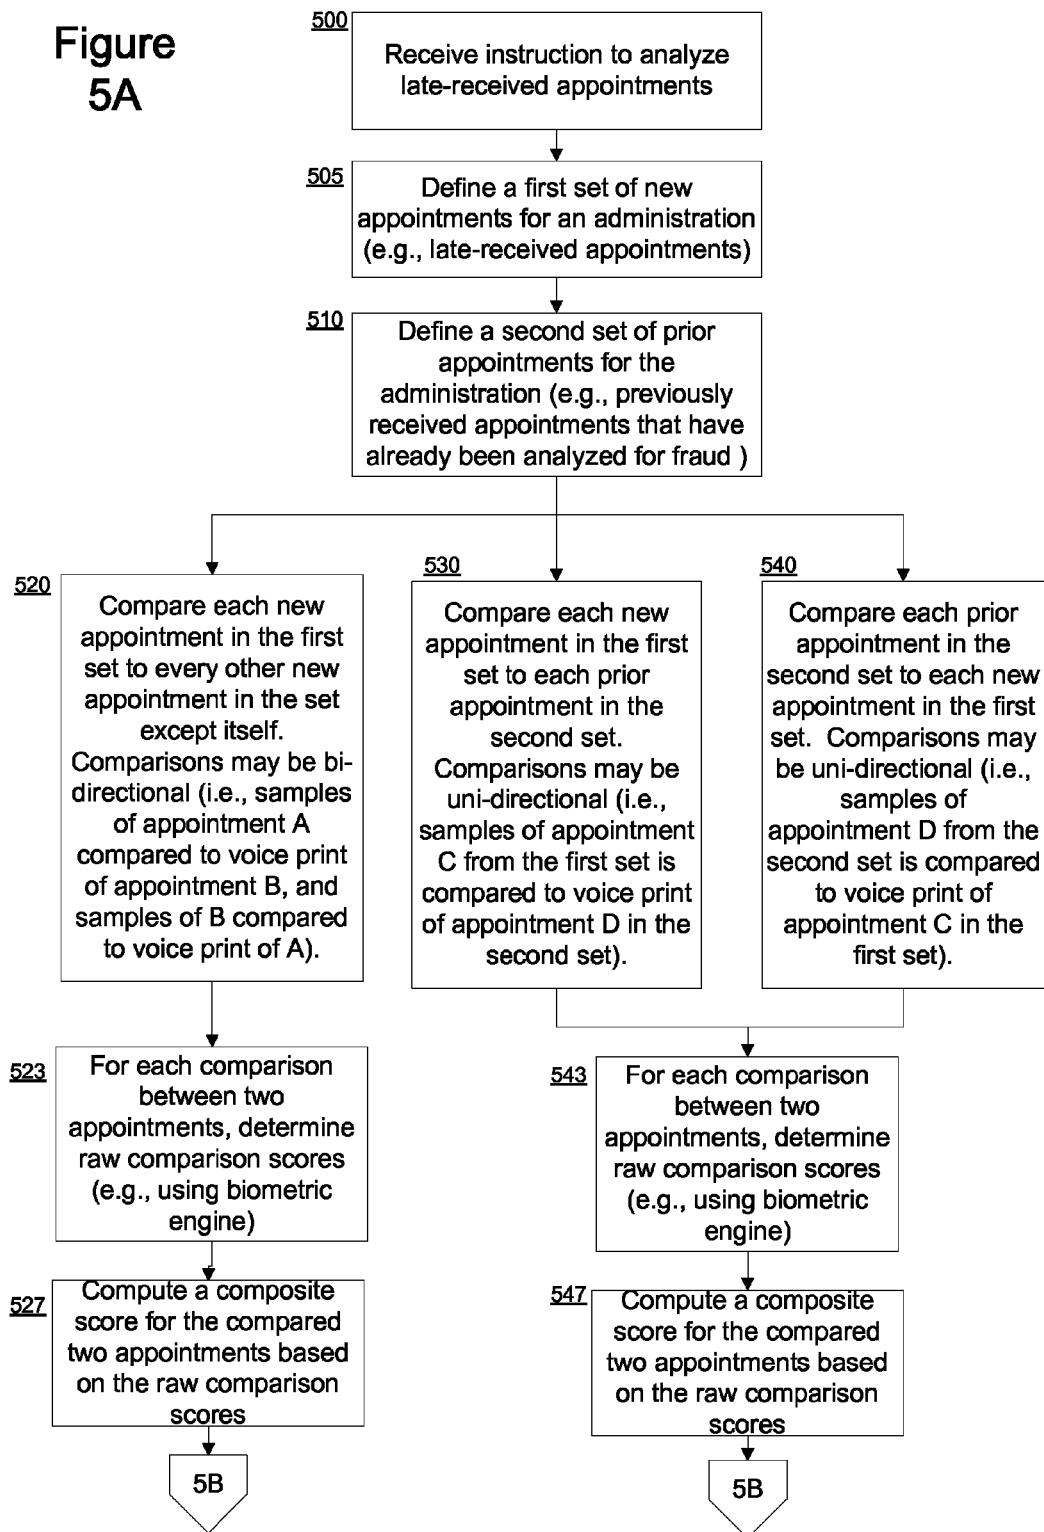 Figure
5A
500
Receive instruction to analyze
late-received appointments
505
Define a first set of new
appointments for an administration
(e.g., late-received appointments)
510
Define a second set of prior
appointments for the
administration (e.g., previously
received appointments that have
already been analyzed for fraud )
520
Compare each new
appointment in the first
set to every other new
appointment in the set
except itself.
Comparisons may be bi-
directional (i.e., samples
of appointment A
compared to voice print
of appointment B, and
samples of B compared
to voice print of A).
530
Compare each new
appointment in the first
set to each prior
appointment in the
second set.
Comparisons may be
uni-directional (i.e.,
samples of appointment
C from the first set is
compared to voice print
of appointment D in the
second set).
540
Compare each prior
appointment in the
second set to each new
appointment in the first
set.  Comparisons may
be uni-directional (i.e.,
samples of
appointment D from the
second set is compared
to voice print of
appointment C in the
first set).
523
For each comparison
between two
appointments, determine
raw comparison scores
(e.g., using biometric
engine)
543
For each comparison
between two
appointments, determine
raw comparison scores
(e.g., using biometric
engine)
527
Compute a composite
score for the compared
two appointments based
on the raw comparison
scores
547
Compute a composite
score for the compared
two appointments based
on the raw comparison
scores
5B
5B